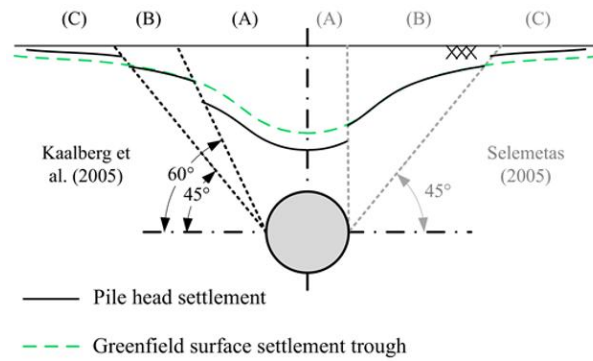 (C) (B) (A) (A) (B) (C)
Kaalberg et
al. (2005)
60°
45°
Selemetas
(2005)
45°
Pile head settlement
Greenfield surface settlement trough